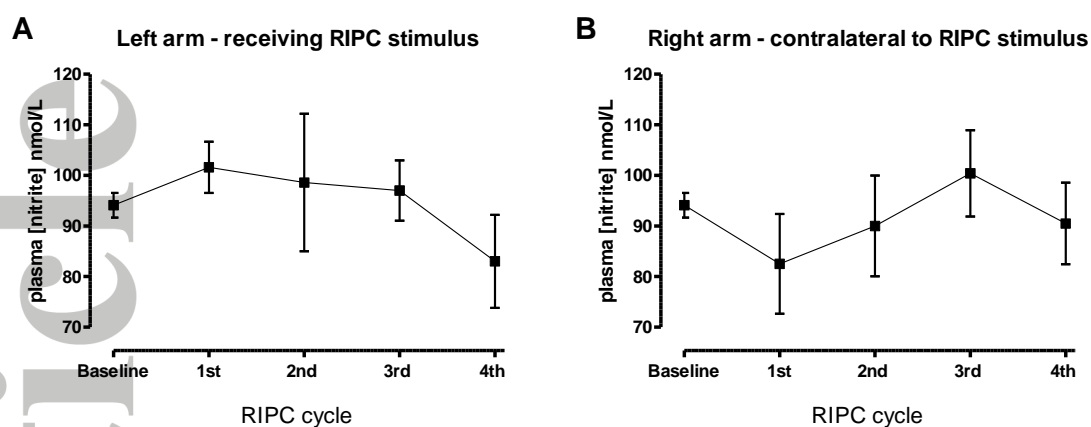 A
Left arm - receiving RIPC stimulus
plasma [nitrite] nmol/L
120
110
100
90
80
70
Baseline 1st 2nd 3rd 4th
RIPC cycle
B
Right arm - contralateral to RIPC stimulus
plasma [nitrite] nmol/L
120
110
100
90
80
70
Baseline 1st 2nd 3rd 4th
RIPC cycle
icle